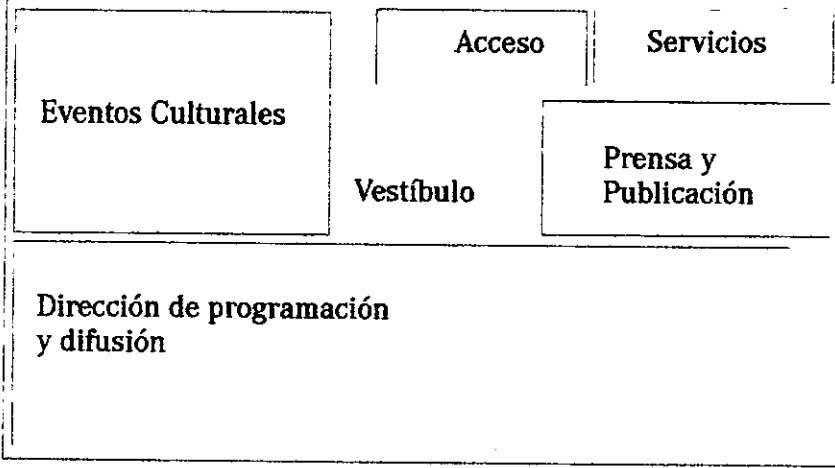 Acceso
Servicios
Eventos Culturales
Prensa y
Publicación
Vestíbulo
Dirección de programación
y difusión